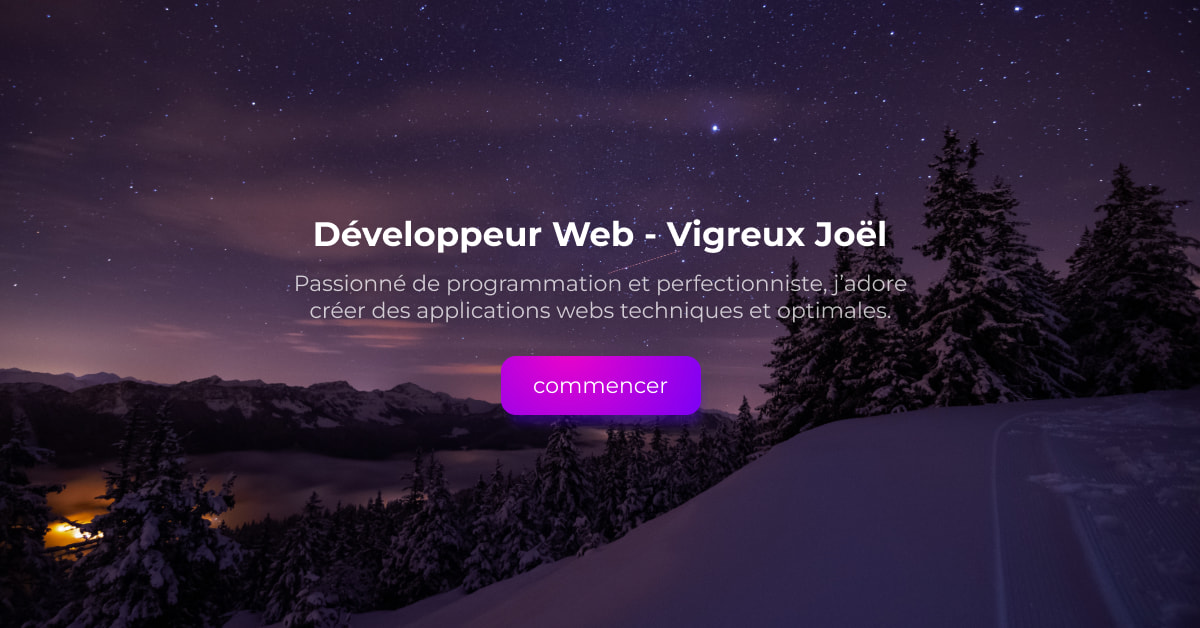 Développeur Web - Vigreux Joël
Passionné de programmation et perfectionniste, j'adore
créer des applications webs techniques et optimales.
commencer